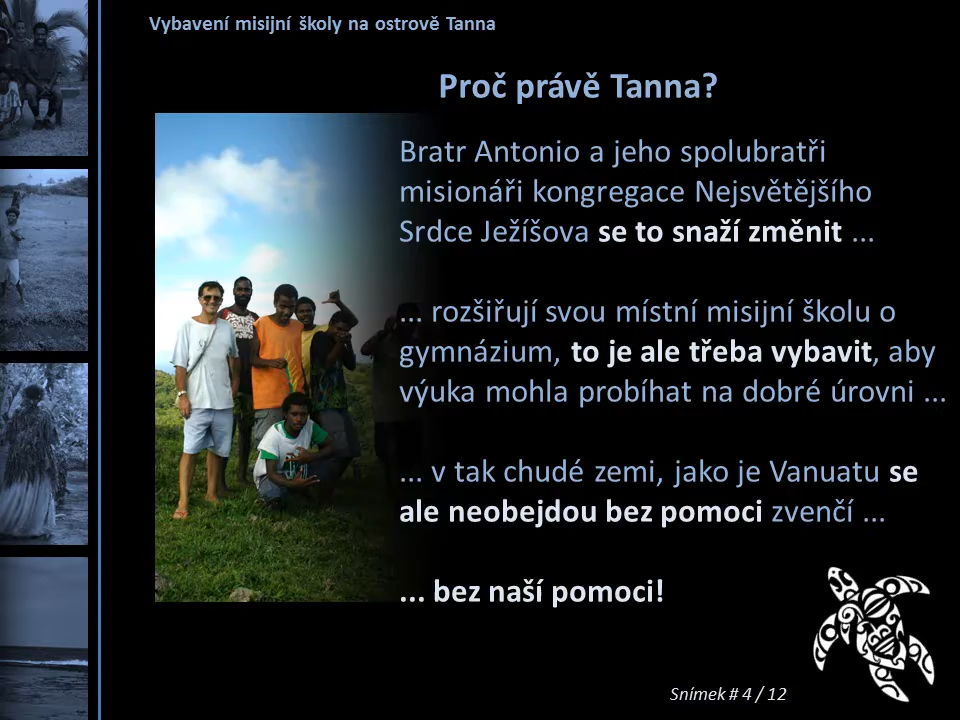 Vybavení misijní školy na ostrově Tanna
Proč právě Tanna?
Bratr Antonio a jeho spolubratři
misionáři kongregace Nejsvětějšího
Srdce Ježíšova se to snaží změnit ...
... rozšiřují svou místní misijní školu o
gymnázium, to je ale třeba vybavit, aby
výuka mohla probíhat na dobré úrovni ...
... v tak chudé zemi, jako je Vanuatu se
ale neobejdou bez pomoci zvenčí ...
... bez naší pomoci!
Snímek # 4 / 12